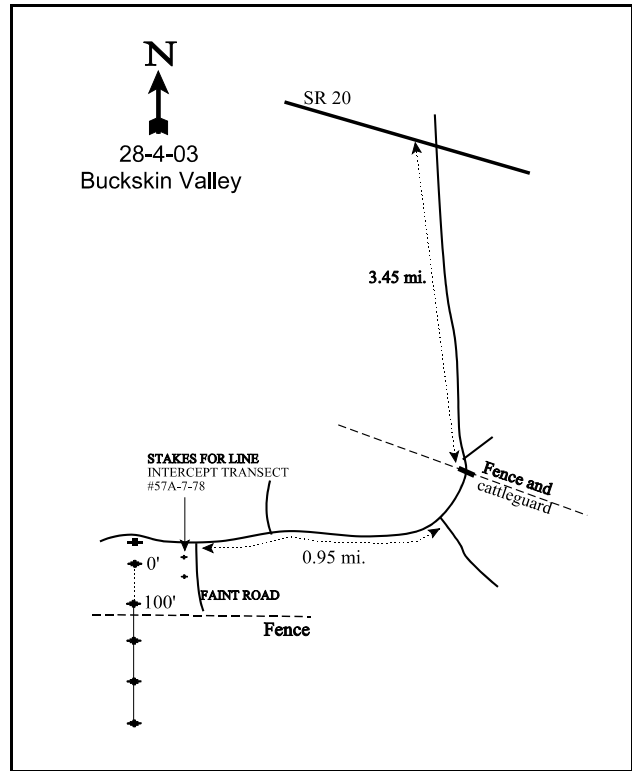 N
28-4-03
Buckskin Valley
SR 20
3.45 mi.
Fence and
cattleguard
STAKES FOR LINE
INTERCEPT TRANSECT
#57A-7-78
0.95 mi.
0'
100'
FAINT ROAD
Fence